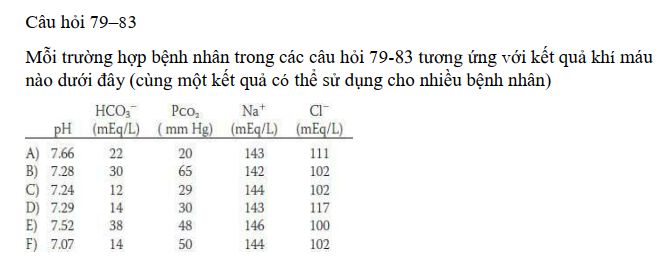 Câu hỏi 79–83
Mỗi trường hợp bệnh nhân trong các câu hỏi 79-83 tương ứng với kết quả khí máu
nào dưới đây (cùng một kết quả có thể sử dụng cho nhiều bệnh nhân)
HCO₃⁻ Pco₂ Na⁺ Cl⁻
pH (mEq/L) ( mm Hg) (mEq/L) (mEq/L)
A) 7.66 22 20 143 111
B) 7.28 30 65 142 102
C) 7.24 12 29 144 102
D) 7.29 14 30 143 117
E) 7.52 38 48 146 100
F) 7.07 14 50 144 102